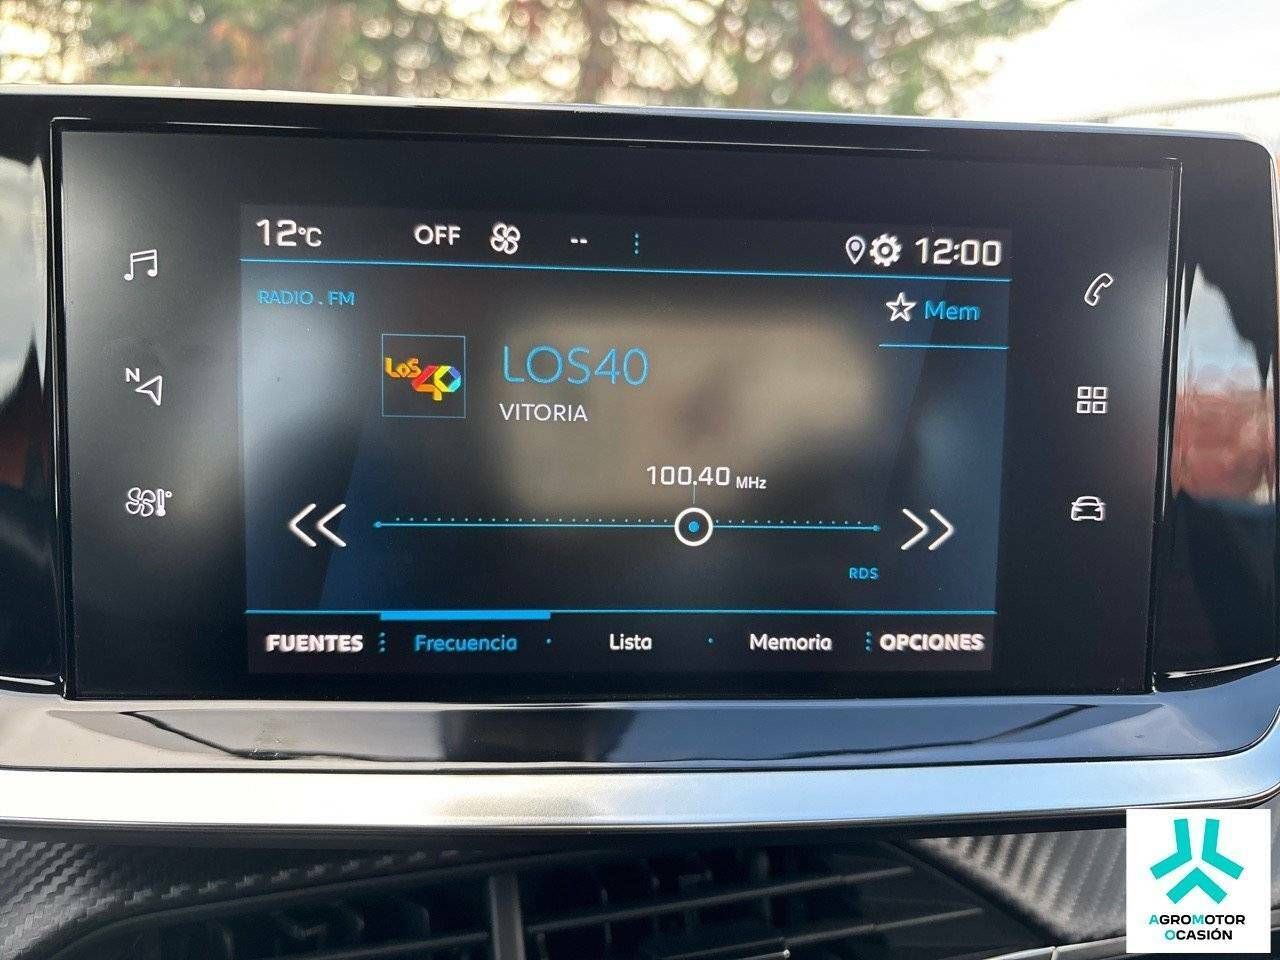 12°C OFF -- 12:00
RADIO . FM
Mem
LOS40
LOS40
VITORIA
N
100.40 MHz
RDS
FUENTES Frecuencia Lista Memoria OPCIONES
AGROMOTOR
OCASIÓN